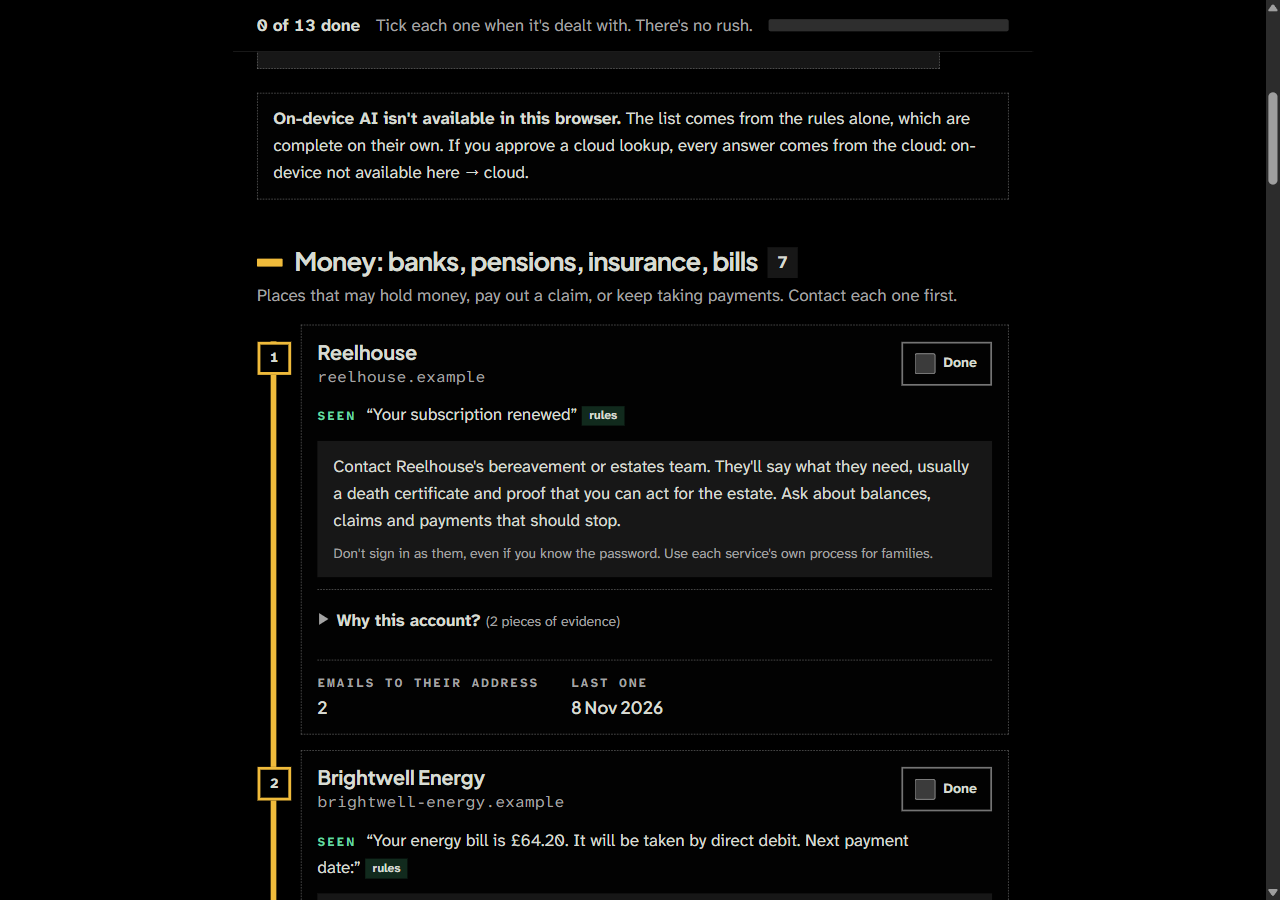 0 of 13 done Tick each one when it's dealt with. There's no rush.
On-device AI isn't available in this browser. The list comes from the rules alone, which are
complete on their own. If you approve a cloud lookup, every answer comes from the cloud: on-
device not available here → cloud.
Money: banks, pensions, insurance, bills 7
Places that may hold money, pay out a claim, or keep taking payments. Contact each one first.
1
Reelhouse
Done
reelhouse.example
SEEN “Your subscription renewed” rules
Contact Reelhouse's bereavement or estates team. They'll say what they need, usually
a death certificate and proof that you can act for the estate. Ask about balances,
claims and payments that should stop.
Don't sign in as them, even if you know the password. Use each service's own process for families.
Why this account? (2 pieces of evidence)
EMAILS TO THEIR ADDRESS LAST ONE
2 8 Nov 2026
2
Brightwell Energy
Done
brightwell-energy.example
SEEN “Your energy bill is £64.20. It will be taken by direct debit. Next payment
date:” rules